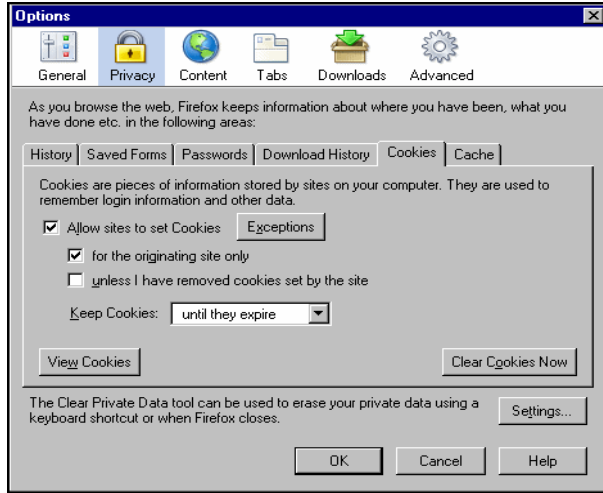 Options
General Privacy Content Tabs Downloads Advanced
As you browse the web, Firefox keeps information about where you have been, what you
have done etc. in the following areas:
History Saved Forms Passwords Download History Cookies Cache
Cookies are pieces of information stored by sites on your computer. They are used to
remember login information and other data.
Allow sites to set Cookies Exceptions
for the originating site only
unless I have removed cookies set by the site
Keep Cookies: until they expire
View Cookies Clear Cookies Now
The Clear Private Data tool can be used to erase your private data using a
keyboard shortcut or when Firefox closes.
Settings...
OK Cancel Help